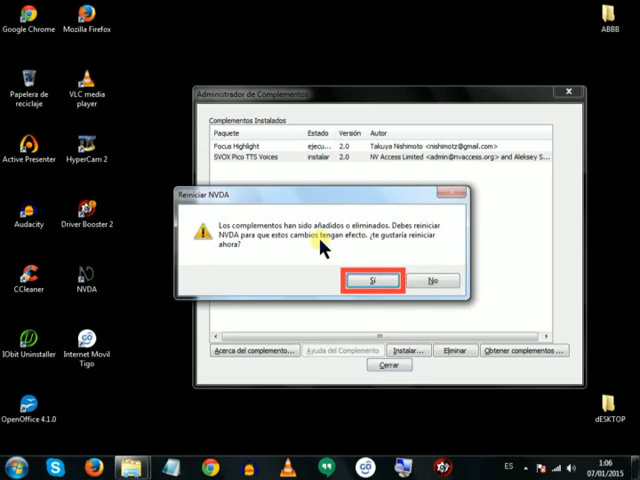 Google Chrome
Mozilla Firefox
ABBB
Papelera de
reciclaje
VLC media
player
Administrador de Complementos
Complementos Instalados
Paquete Estado Versión Autor
Focus Highlight ejecu... 2.0 Takuya Nishimoto <nishimotz@gmail.com>
SVOX Pico TTS Voices instalar 2.0 NV Access Limited <admin@nvaccess.org> and Aleksey S...
Active Presenter
HyperCam 2
Reiniciar NVDA
Los complementos han sido añadidos o eliminados. Debes reiniciar
NVDA para que estos cambios tengan efecto. ¿te gustaría reiniciar
ahora?
Sí
No
Audacity
Driver Booster 2
CCleaner
NVDA
IObit Uninstaller
Internet Movil
Tigo
Acerca del complemento...
Ayuda del Complemento
Instalar...
Eliminar
Obtener complementos ...
Cerrar
OpenOffice 4.1.0
dESKTOP
ES
1:06
07/01/2015